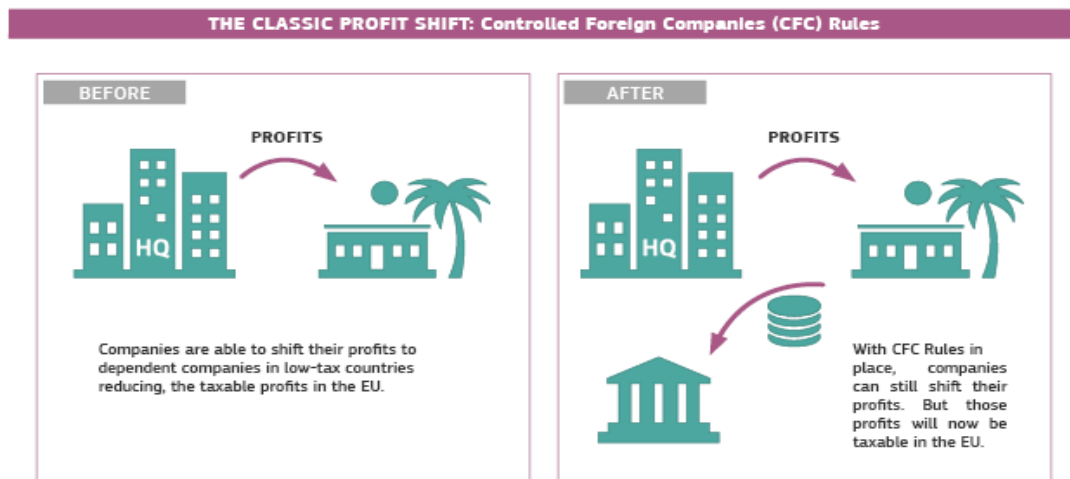 THE CLASSIC PROFIT SHIFT: Controlled Foreign Companies (CFC) Rules
BEFORE
PROFITS
HQ
Companies are able to shift their profits to
dependent companies in low-tax countries
reducing, the taxable profits in the EU.
AFTER
PROFITS
HQ
With CFC Rules in
place, companies
can still shift their
profits. But those
profits will now be
taxable in the EU.